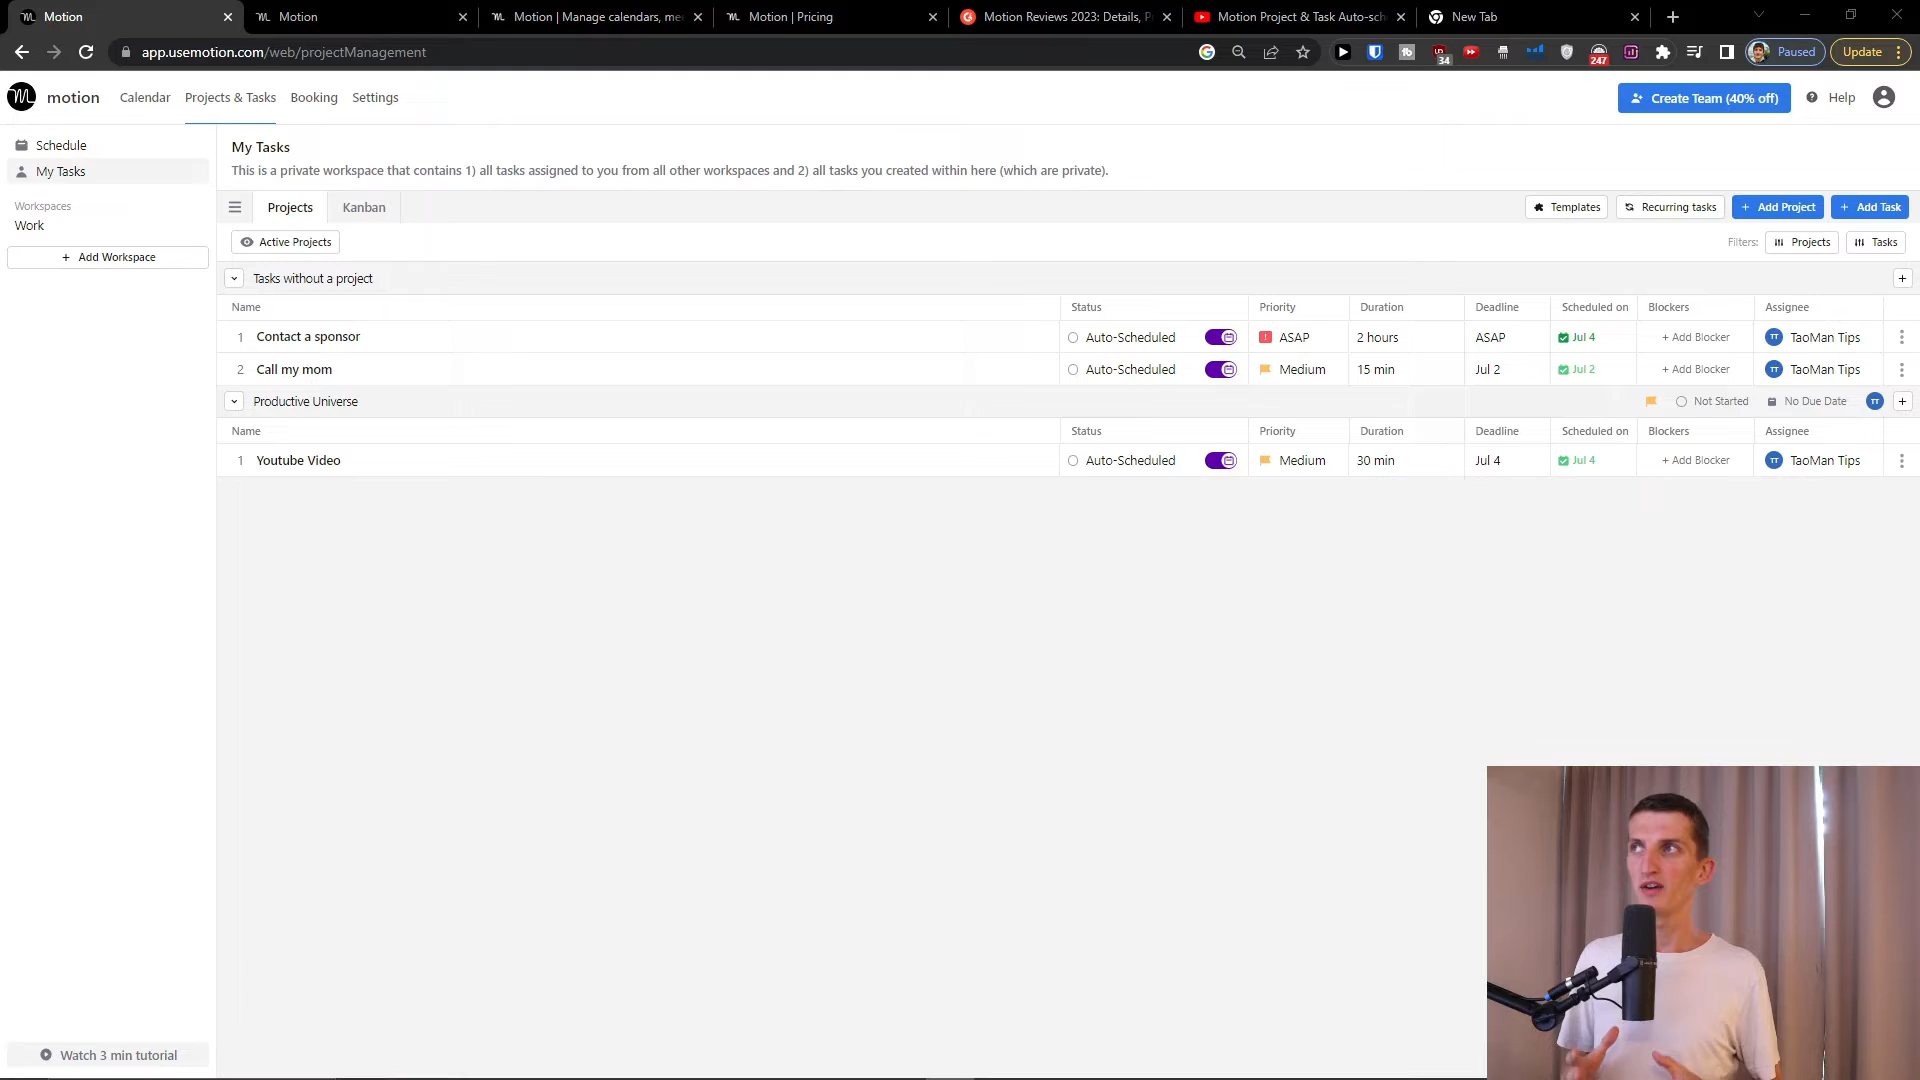 Motion
Motion
Motion | Manage calendars, me
Motion | Pricing
Motion Reviews 2023: Details, P
Motion Project & Task Auto-sch
New Tab
app.usemotion.com/web/projectManagement
34
247
Paused
Update
motion
Calendar
Projects & Tasks
Booking
Settings
Create Team (40% off)
Help
Schedule
My Tasks
Workspaces
Work
+ Add Workspace
My Tasks
This is a private workspace that contains 1) all tasks assigned to you from all other workspaces and 2) all tasks you created within here (which are private).
Projects
Kanban
Templates
Recurring tasks
+ Add Project
+ Add Task
Active Projects
Filters:
Projects
Tasks
Tasks without a project
+
Name Status Priority Duration Deadline Scheduled on Blockers Assignee
1 Contact a sponsor Auto-Scheduled ASAP 2 hours ASAP Jul 4 + Add Blocker TT TaoMan Tips
2 Call my mom Auto-Scheduled Medium 15 min Jul 2 Jul 2 + Add Blocker TT TaoMan Tips
Productive Universe Not Started No Due Date TT +
Name Status Priority Duration Deadline Scheduled on Blockers Assignee
1 Youtube Video Auto-Scheduled Medium 30 min Jul 4 Jul 4 + Add Blocker TT TaoMan Tips
Watch 3 min tutorial